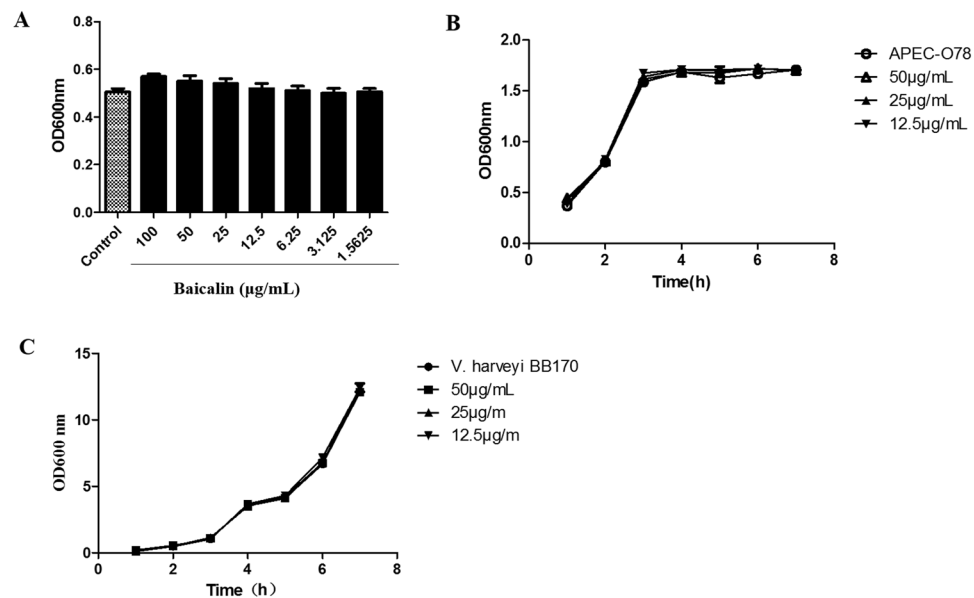 A
OD600nm
0.8
0.6
0.4
0.2
0.0
Control
100
50
25
12.5
6.25
3.125
1.5625
Baicalin (μg/mL)
B
OD600nm
2.0
1.5
1.0
0.5
0.0
0
2
4
6
8
Time(h)
APEC-O78
50μg/mL
25μg/mL
12.5μg/mL
C
OD600 nm
15
10
5
0
0
2
4
6
8
Time（h）
V. harveyi BB170
50μg/mL
25μg/m
12.5μg/m